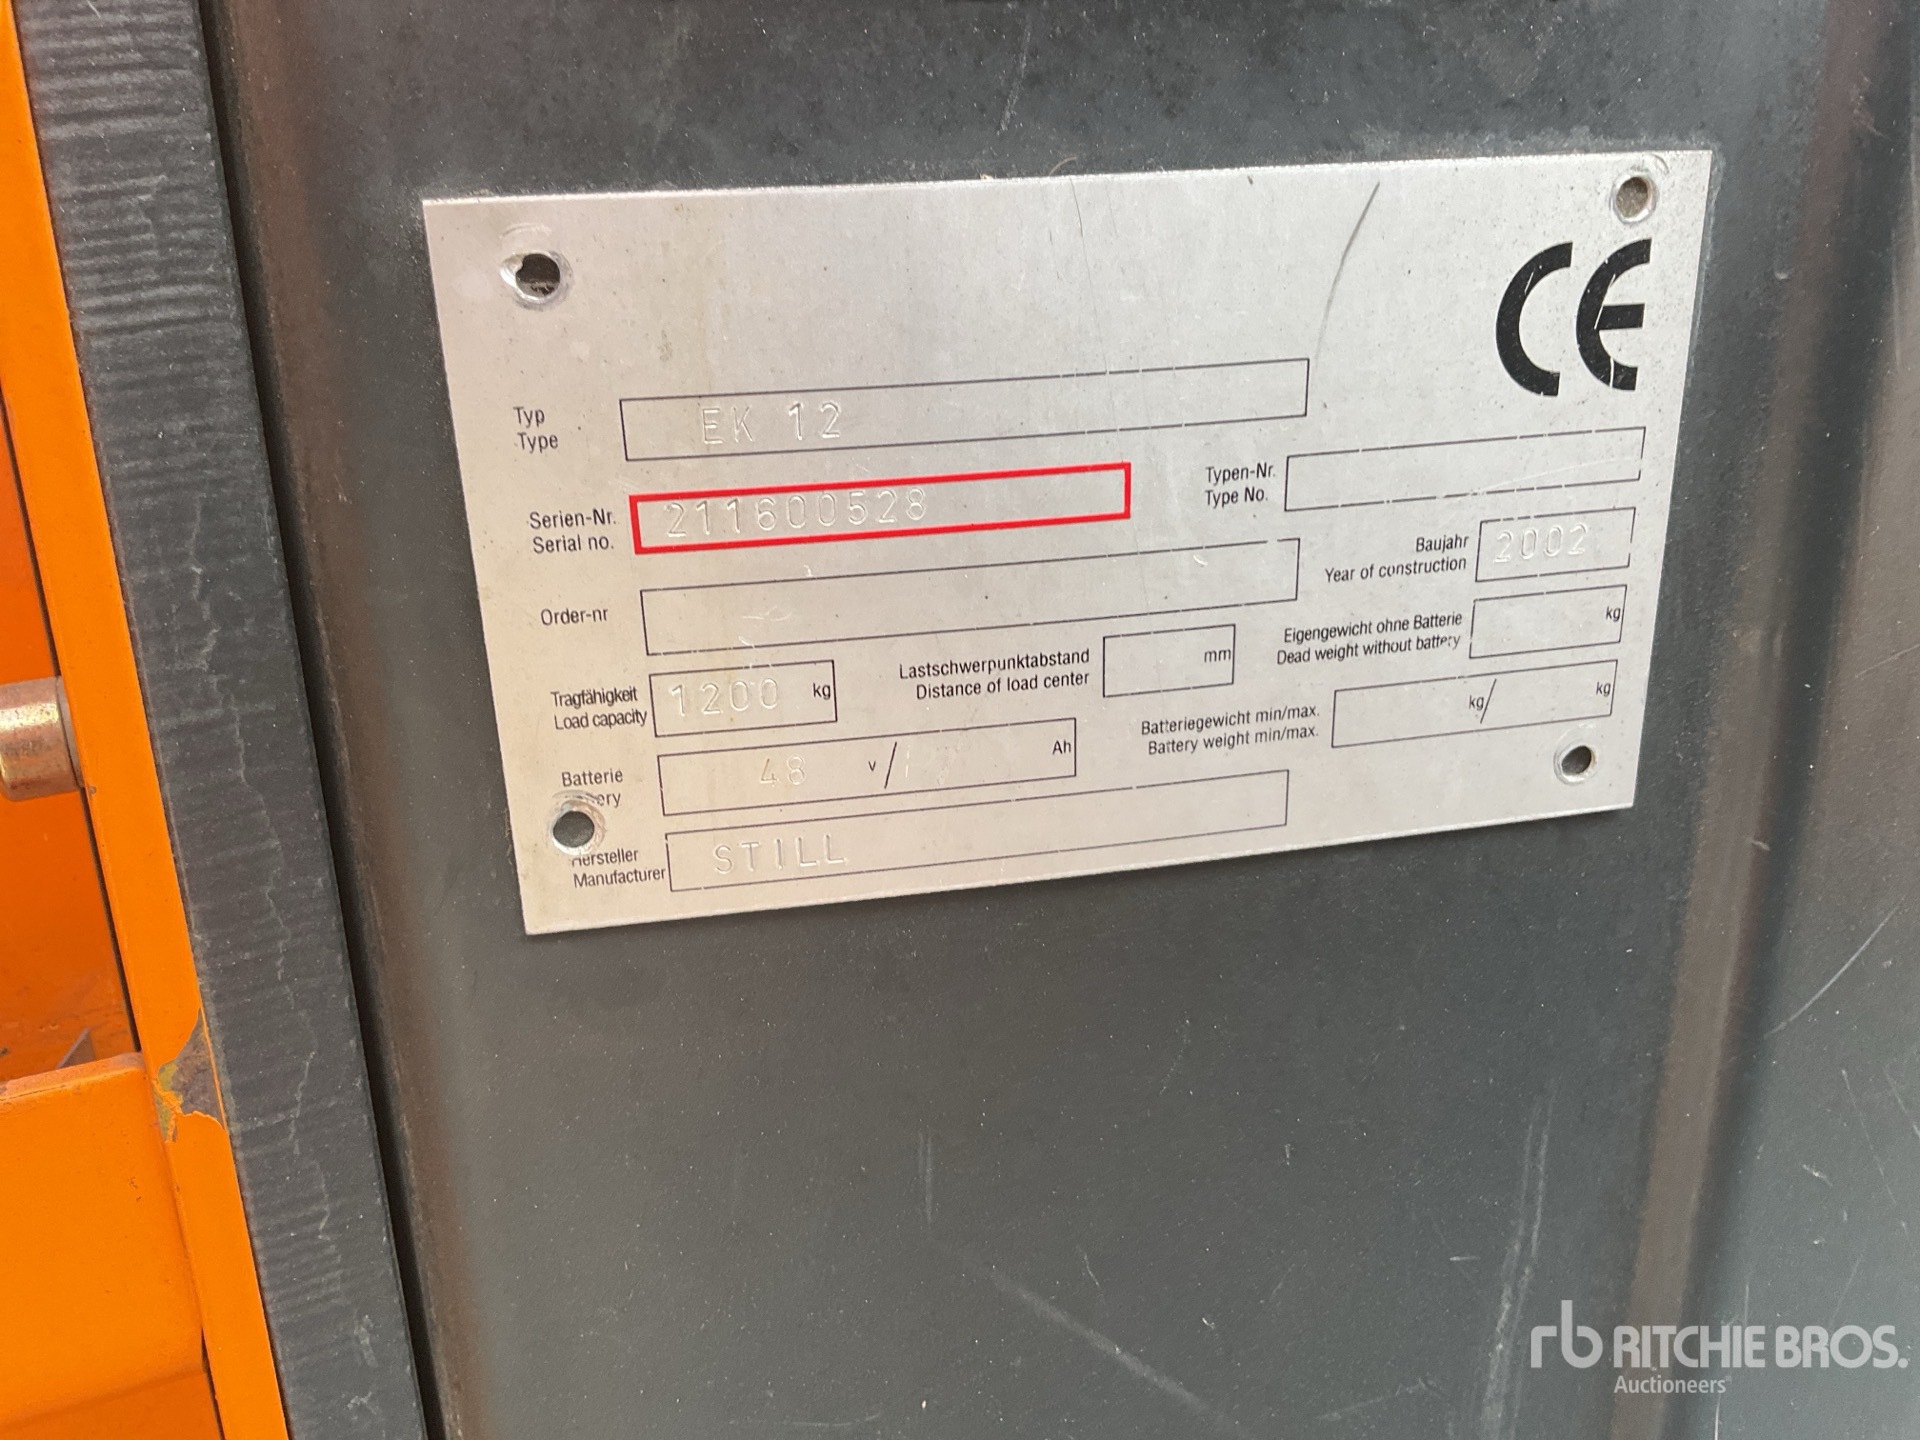 CE
Typ
Type
EK 12
Serien-Nr.
Serial no.
211600528
Typen-Nr.
Type No.
Baujahr
Year of construction
2002
Order-nr
Eigengewicht ohne Batterie
Dead weight without battery
kg
Tragfähigkeit
Load capacity
1200 kg
Lastschwerpunktabstand
Distance of load center
mm
Batteriegewicht min/max.
Battery weight min/max.
kg/ kg
Batterie
48 v/ Ah
Hersteller
Manufacturer
STILL
rb RITCHIE BROS.
Auctioneers